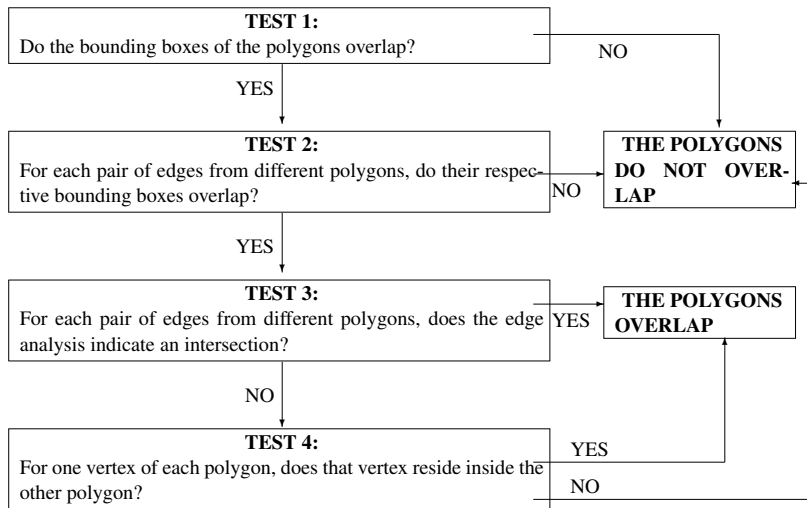 TEST 1:
Do the bounding boxes of the polygons overlap?
NO
YES
TEST 2:
For each pair of edges from different polygons, do their respec-
tive bounding boxes overlap?
NO
THE POLYGONS
DO NOT OVER-
LAP
YES
TEST 3:
For each pair of edges from different polygons, does the edge
analysis indicate an intersection?
YES
THE POLYGONS
OVERLAP
NO
TEST 4:
For one vertex of each polygon, does that vertex reside inside the
other polygon?
YES
NO